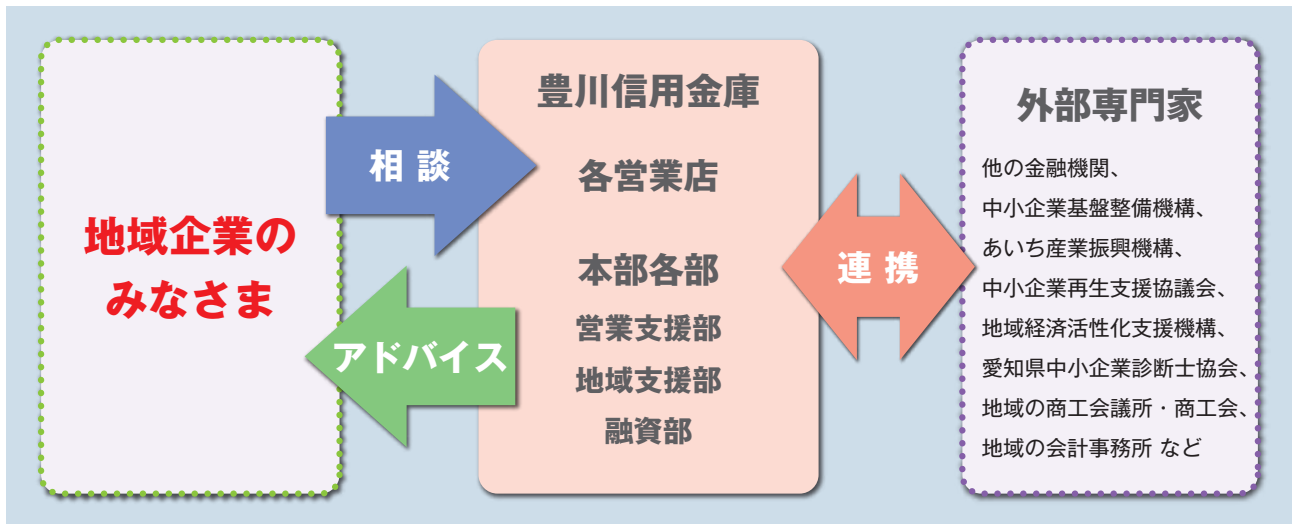 地域企業の
みなさま
相談
アドバイス
豊川信用金庫
各営業店
本部各部
営業支援部
地域支援部
融資部
連携
外部専門家
他の金融機関、
中小企業基盤整備機構、
あいち産業振興機構、
中小企業再生支援協議会、
地域経済活性化支援機構、
愛知県中小企業診断士協会、
地域の商工会議所・商工会、
地域の会計事務所 など